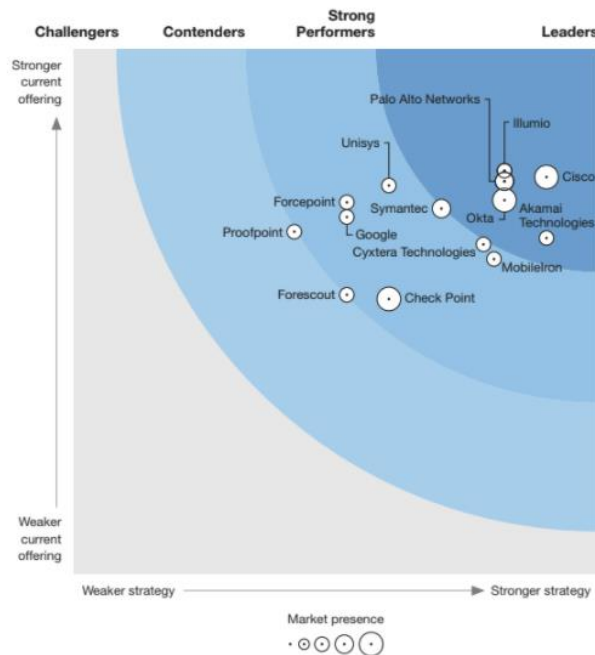 Challengers
Contenders
Strong
Performers
Leaders
Stronger
current
offering
Palo Alto Networks
Illumio
Unisys
Cisco
Forcepoint
Symantec
Okta
Akamai
Technologies
Proofpoint
Google
Cyxtera Technologies
MobileIron
Forescout
Check Point
Weaker
current
offering
Weaker strategy
Stronger strategy
Market presence